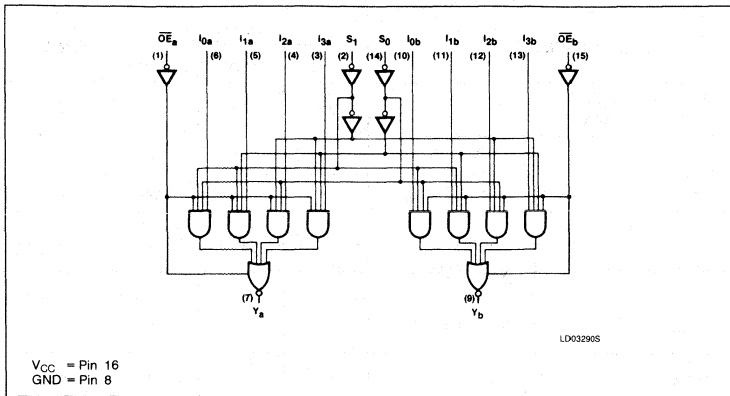 OEa I0a I1a I2a I3a S1 S0 I0b I1b I2b I3b OEb
(1) (6) (5) (4) (3) (2) (14) (10) (11) (12) (13) (15)
(7) (9)
Ya Yb
LD03290S
VCC = Pin 16
GND = Pin 8